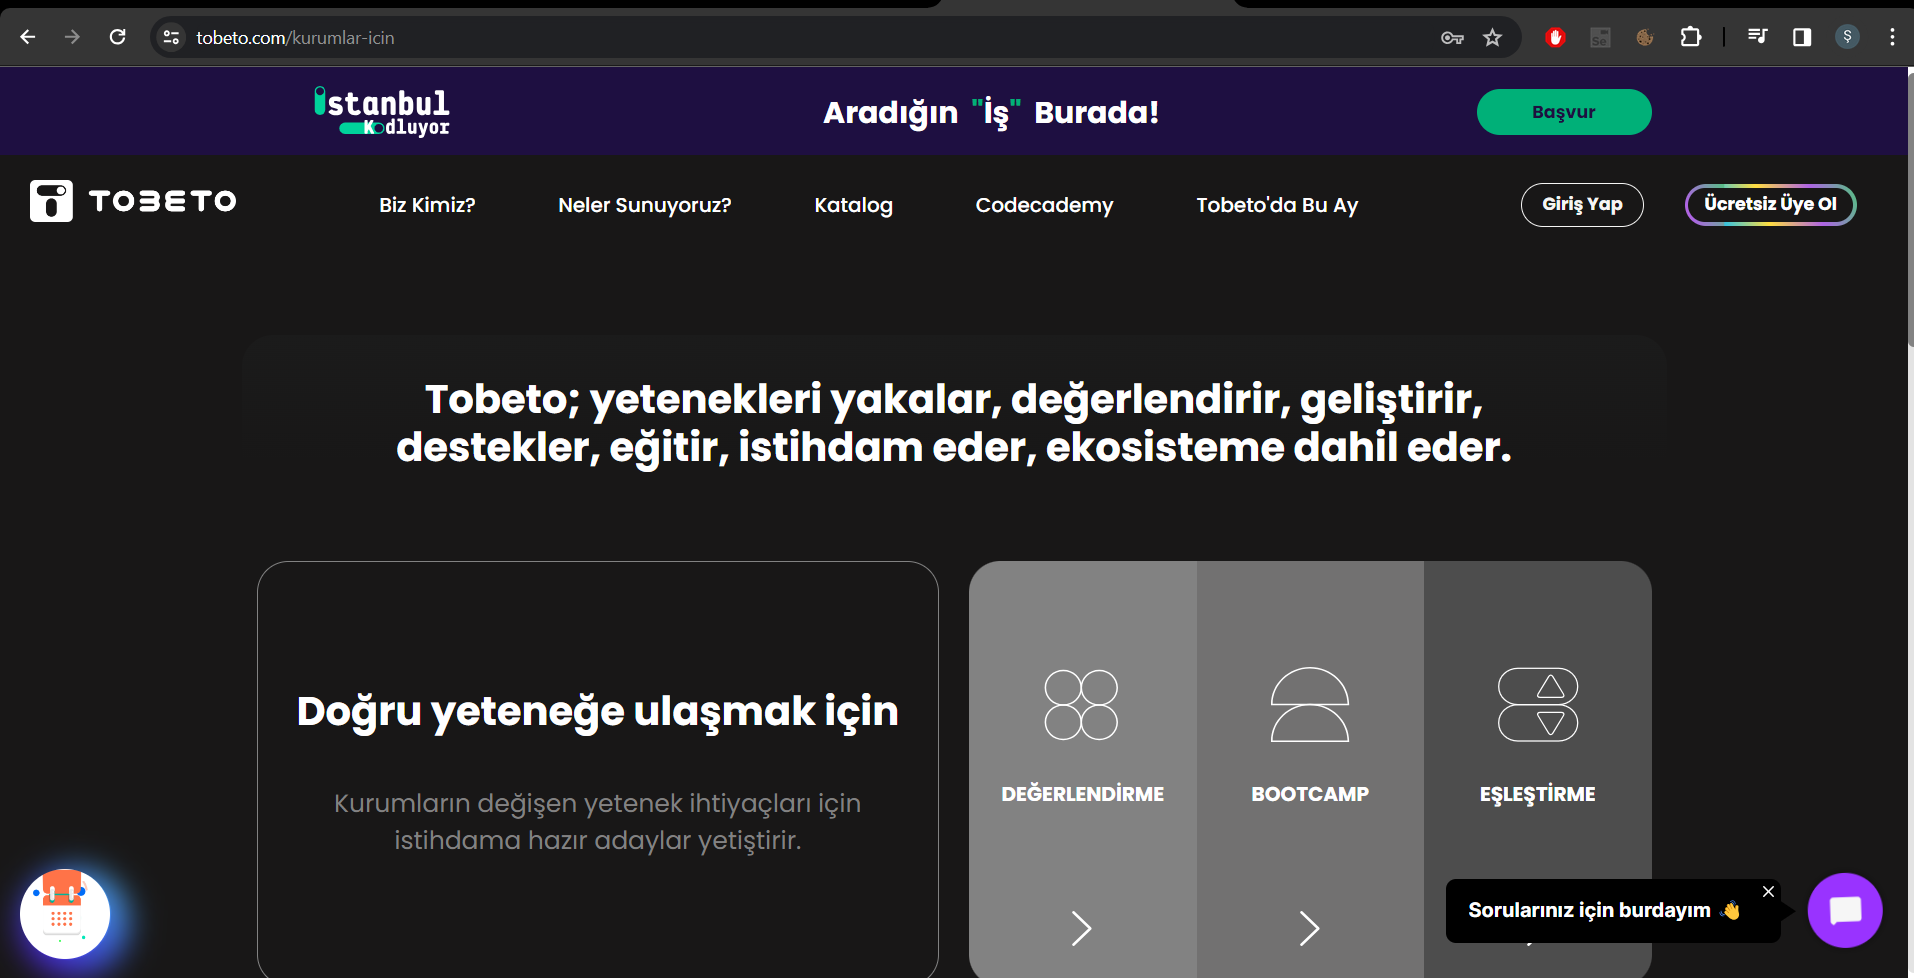 tobeto.com/kurumlar-icin
Se
Ş
istanbul
Kodluyor
Aradığın "İş" Burada!
Başvur
TOBETO
Biz Kimiz?
Neler Sunuyoruz?
Katalog
Codecademy
Tobeto'da Bu Ay
Giriş Yap
Ücretsiz Üye Ol
Tobeto; yetenekleri yakalar, değerlendirir, geliştirir,
destekler, eğitir, istihdam eder, ekosisteme dahil eder.
Doğru yeteneğe ulaşmak için
Kurumların değişen yetenek ihtiyaçları için
istihdama hazır adaylar yetiştirir.
DEĞERLENDİRME
BOOTCAMP
EŞLEŞTİRME
Sorularınız için burdayım 👋